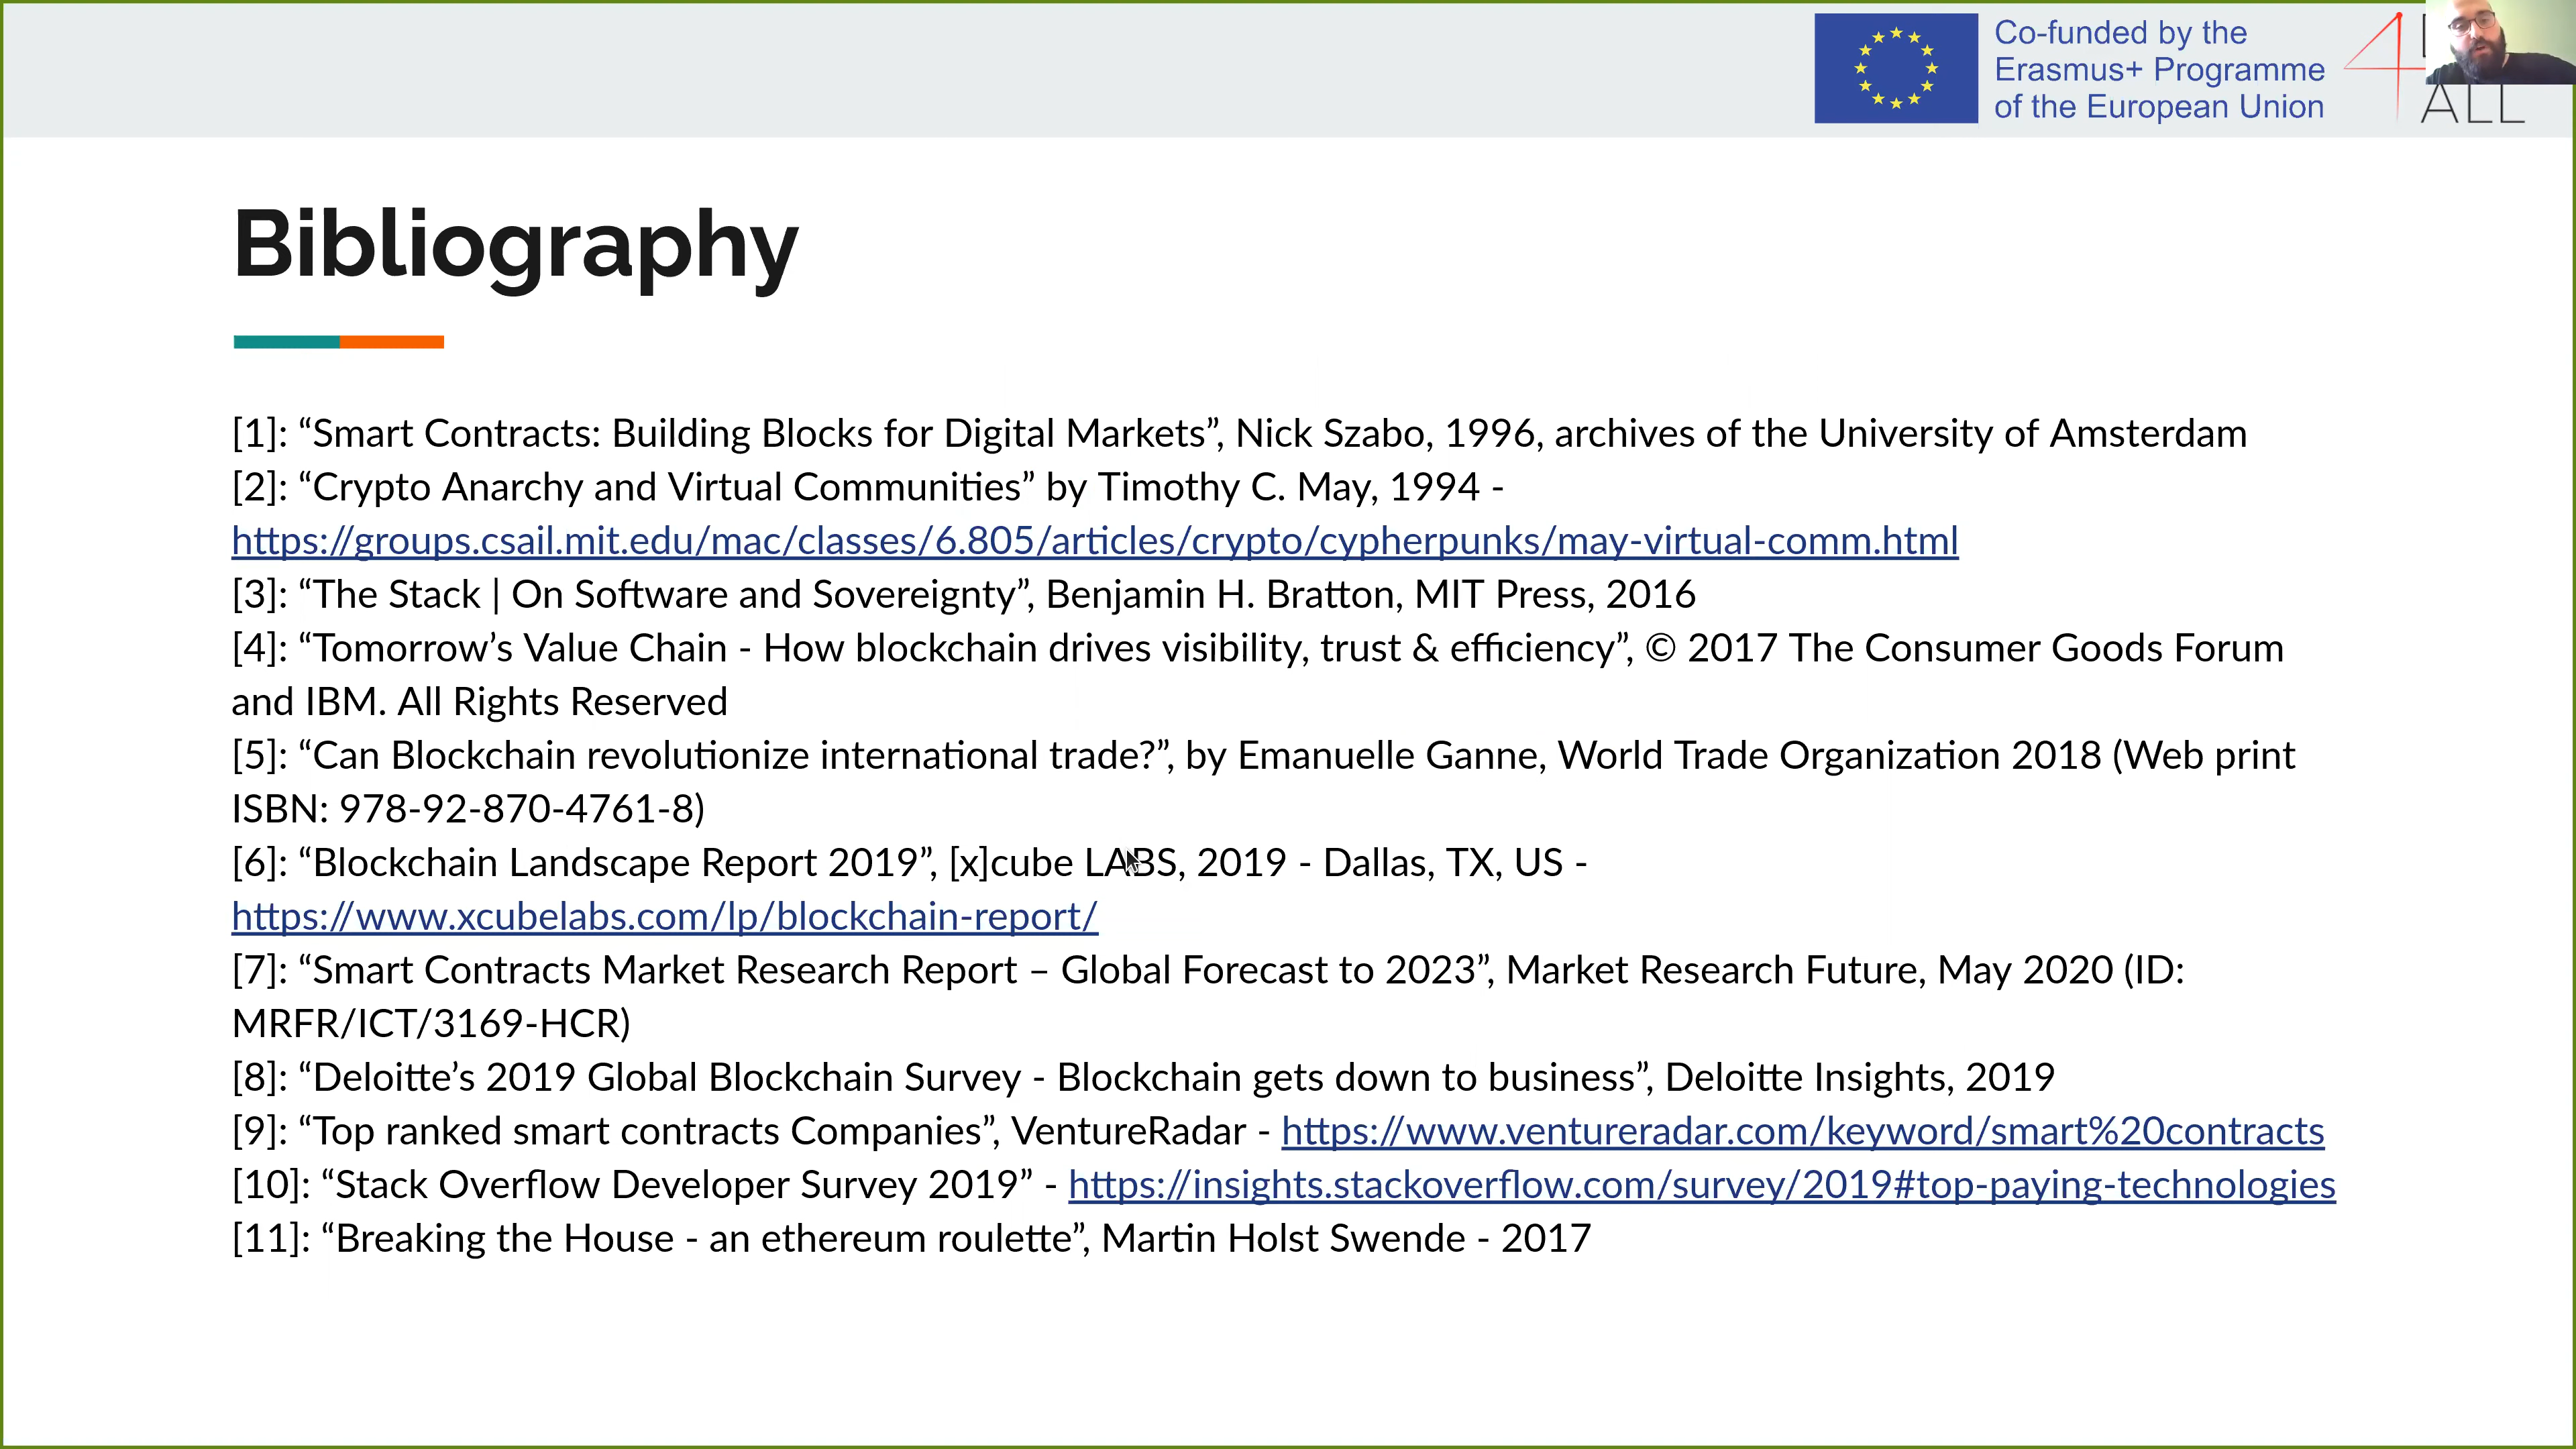 Co-funded by the
Erasmus+ Programme
of the European Union
4
ALL
Bibliography
[1]: “Smart Contracts: Building Blocks for Digital Markets”, Nick Szabo, 1996, archives of the University of Amsterdam
[2]: “Crypto Anarchy and Virtual Communities” by Timothy C. May, 1994 -
https://groups.csail.mit.edu/mac/classes/6.805/articles/crypto/cypherpunks/may-virtual-comm.html
[3]: “The Stack | On Software and Sovereignty”, Benjamin H. Bratton, MIT Press, 2016
[4]: “Tomorrow’s Value Chain - How blockchain drives visibility, trust & efficiency”, © 2017 The Consumer Goods Forum
and IBM. All Rights Reserved
[5]: “Can Blockchain revolutionize international trade?”, by Emanuelle Ganne, World Trade Organization 2018 (Web print
ISBN: 978-92-870-4761-8)
[6]: “Blockchain Landscape Report 2019”, [x]cube LABS, 2019 - Dallas, TX, US -
https://www.xcubelabs.com/lp/blockchain-report/
[7]: “Smart Contracts Market Research Report – Global Forecast to 2023”, Market Research Future, May 2020 (ID:
MRFR/ICT/3169-HCR)
[8]: “Deloitte’s 2019 Global Blockchain Survey - Blockchain gets down to business”, Deloitte Insights, 2019
[9]: “Top ranked smart contracts Companies”, VentureRadar - https://www.ventureradar.com/keyword/smart%20contracts
[10]: “Stack Overflow Developer Survey 2019” - https://insights.stackoverflow.com/survey/2019#top-paying-technologies
[11]: “Breaking the House - an ethereum roulette”, Martin Holst Swende - 2017